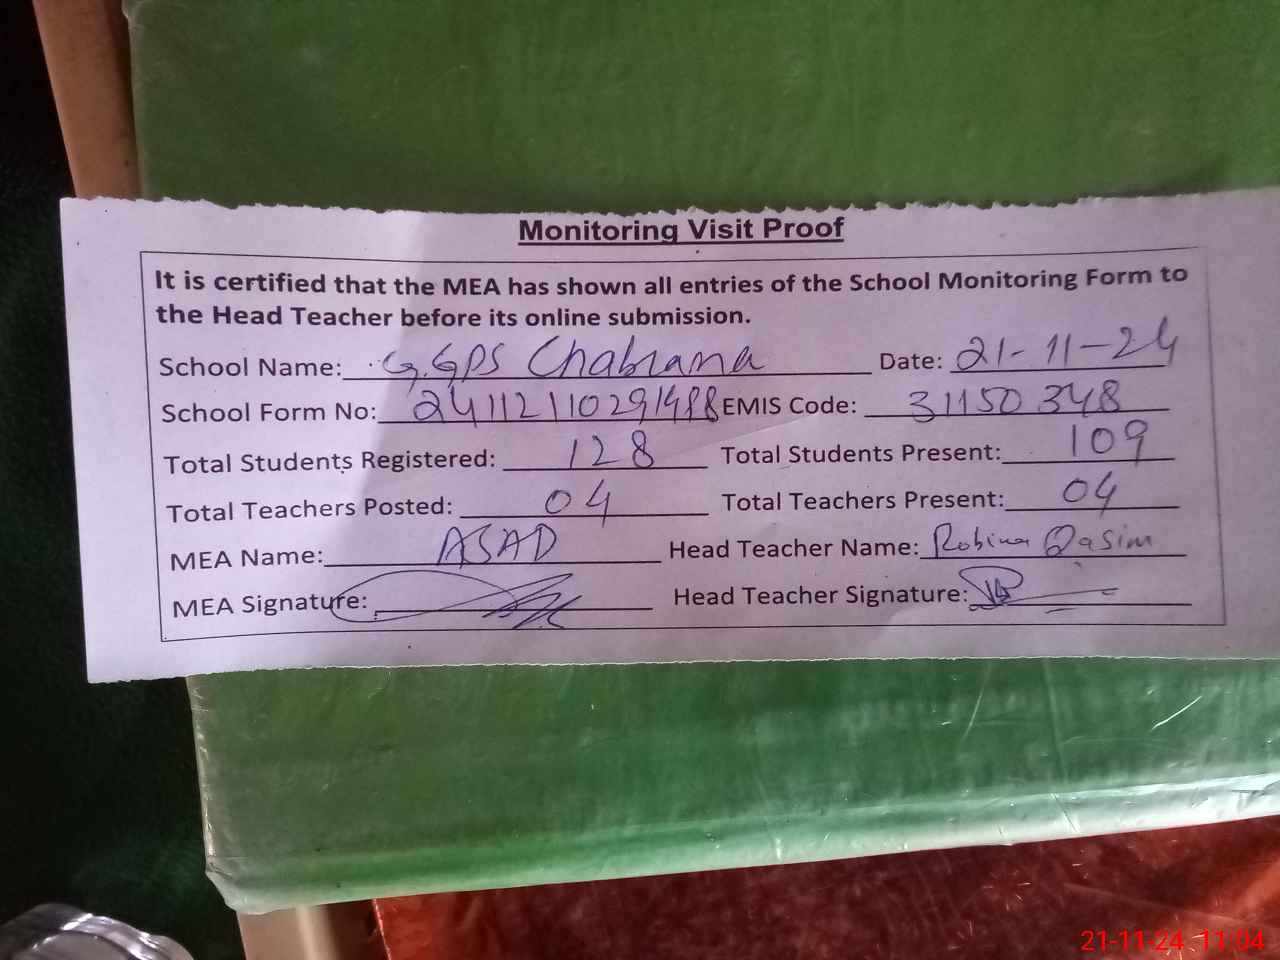 Monitoring Visit Proof
It is certified that the MEA has shown all entries of the School Monitoring Form to
the Head Teacher before its online submission.
School Name: G.GPS Chabiana Date: 21-11-24
School Form No: 24112110291488 EMIS Code: 31150348
Total Students Registered: 128 Total Students Present: 109
Total Teachers Posted: 04 Total Teachers Present: 04
MEA Name: ASAD Head Teacher Name: Robina Qasim
MEA Signature: Head Teacher Signature:
21-11-24 11:04